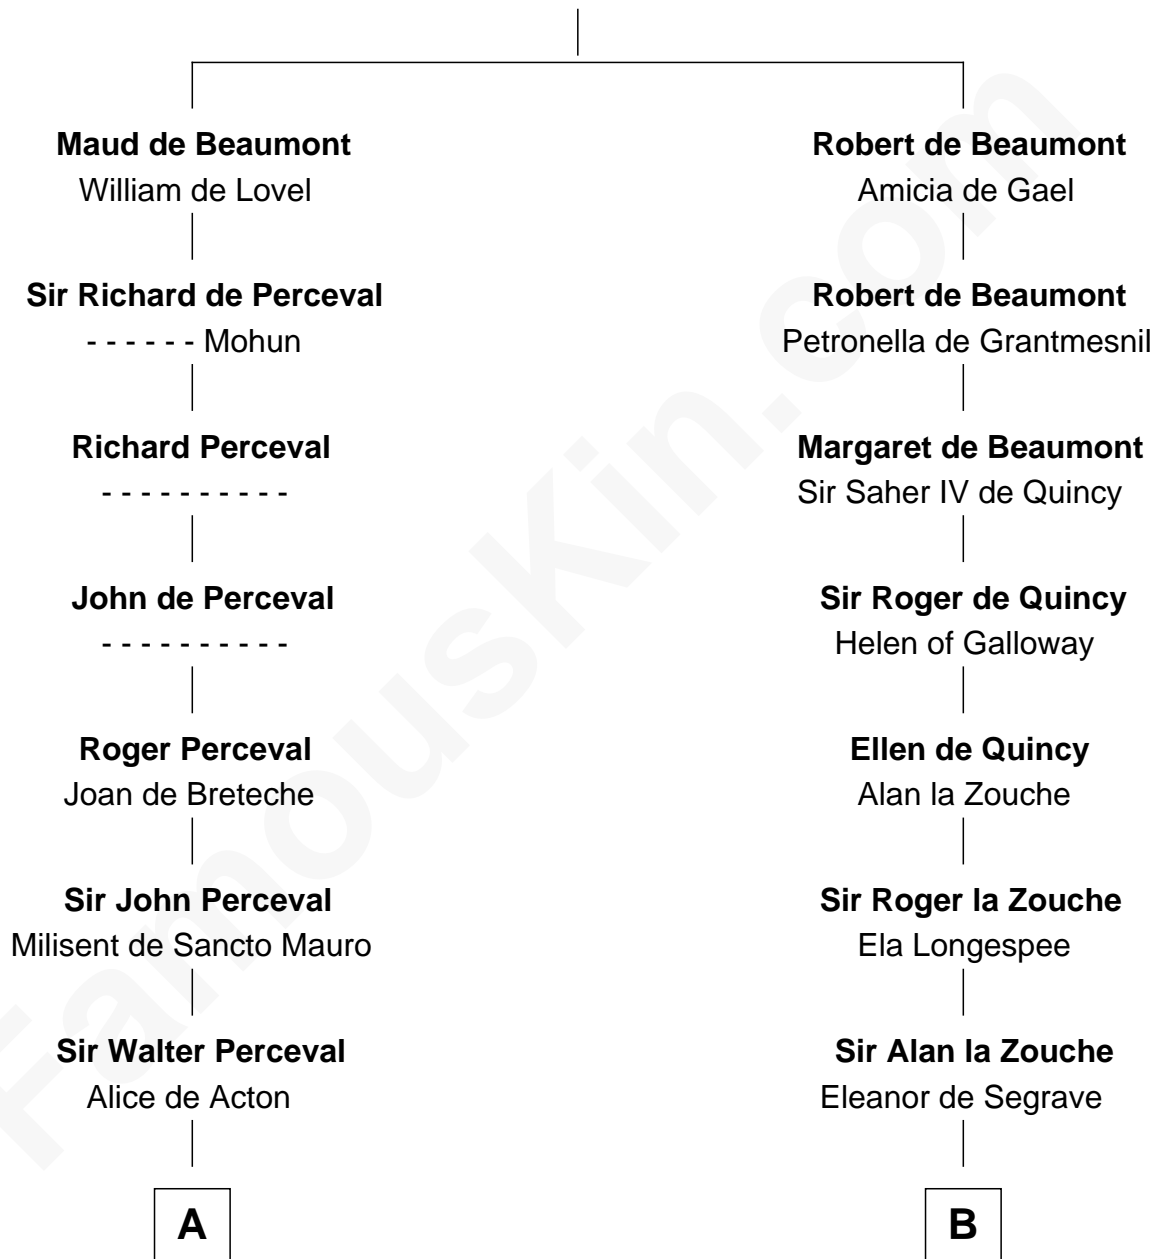 Maud de Beaumont
William de Lovel
Sir Richard de Perceval
- - - - - - Mohun
Richard Perceval
- - - - - - - - - -
John de Perceval
- - - - - - - - - -
Roger Perceval
Joan de Breteche
Sir John Perceval
Milisent de Sancto Mauro
Sir Walter Perceval
Alice de Acton
A
Robert de Beaumont
Amicia de Gael
Robert de Beaumont
Petronella de Grantmesnil
Margaret de Beaumont
Sir Saher IV de Quincy
Sir Roger de Quincy
Helen of Galloway
Ellen de Quincy
Alan la Zouche
Sir Roger la Zouche
Ela Longespee
Sir Alan la Zouche
Eleanor de Segrave
B
FamousKin.com